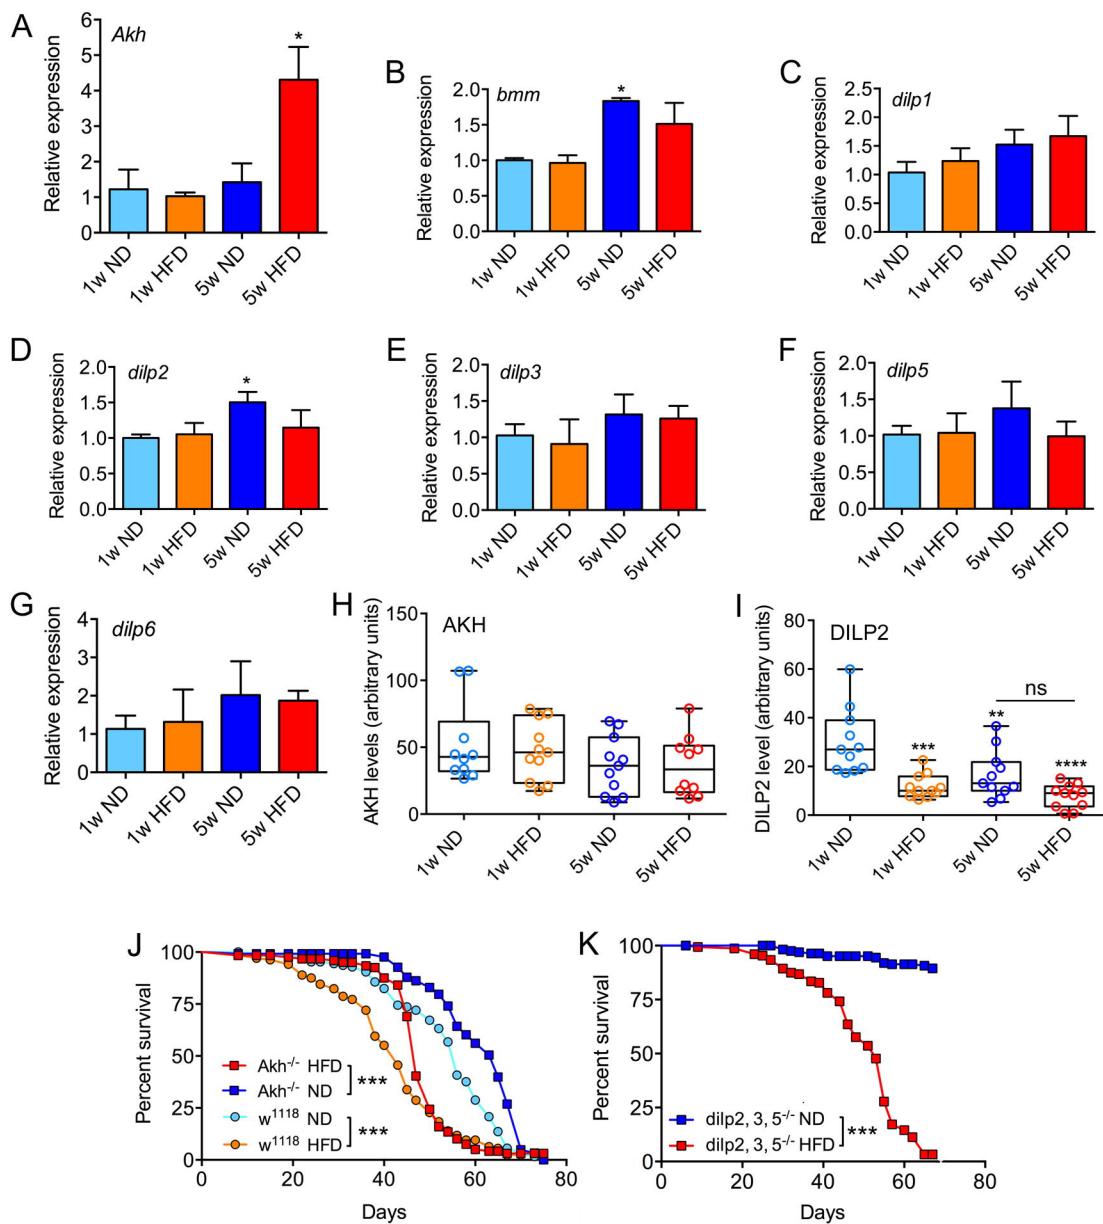 A
Akh
Relative expression
6
4
2
1
0
*
1w ND
1w HFD
5w ND
5w HFD
B
bmm
Relative expression
2.0
1.5
1.0
0.5
0.0
*
1w ND
1w HFD
5w ND
5w HFD
C
dilp1
Relative expression
2.5
2.0
1.5
1.0
0.5
0.0
1w ND
1w HFD
5w ND
5w HFD
D
dilp2
Relative expression
2.0
1.5
1.0
0.5
0.0
*
1w ND
1w HFD
5w ND
5w HFD
E
dilp3
Relative expression
2.0
1.5
1.0
0.5
0.0
1w ND
1w HFD
5w ND
5w HFD
F
dilp5
Relative expression
2.0
1.5
1.0
0.5
0.0
1w ND
1w HFD
5w ND
5w HFD
G
dilp6
Relative expression
4
3
2
1
0
1w ND
1w HFD
5w ND
5w HFD
H
AKH
AKH levels (arbitrary units)
150
100
50
0
1w ND
1w HFD
5w ND
5w HFD
I
DILP2
DILP2 level (arbitrary units)
80
60
40
20
0
***
**
ns
****
1w ND
1w HFD
5w ND
5w HFD
J
Percent survival
100
75
50
25
0
Akh-/- HFD
Akh-/- ND
***
w1118 ND
w1118 HFD
***
0 20 40 60 80
Days
K
Percent survival
100
75
50
25
0
dilp2, 3, 5-/- ND
dilp2, 3, 5-/- HFD
***
0 20 40 60 80
Days